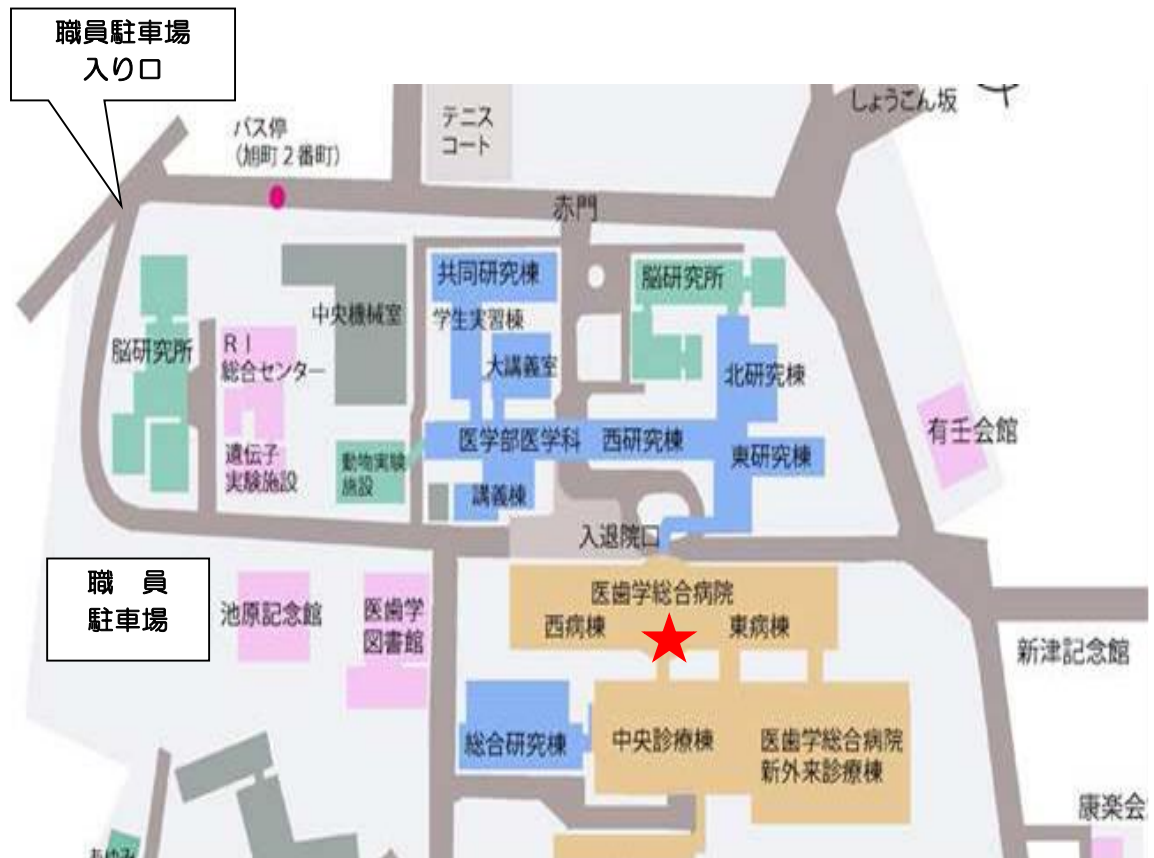 職員駐車場
入り口
バス停
(旭町2番町)
テニス
コート
しょうこん坂
赤門
共同研究棟
脳研究所
中央機械室
学生実習棟
脳研究所
RI
総合センター
大講義室
北研究棟
有壬会館
医学部医学科
西研究棟
東研究棟
遺伝子
実験施設
動物実験
施設
講義棟
入退院口
職 員
駐車場
池原記念館
医歯学
図書館
医歯学総合病院
西病棟
東病棟
新津記念館
総合研究棟
中央診療棟
医歯学総合病院
新外来診療棟
康楽会